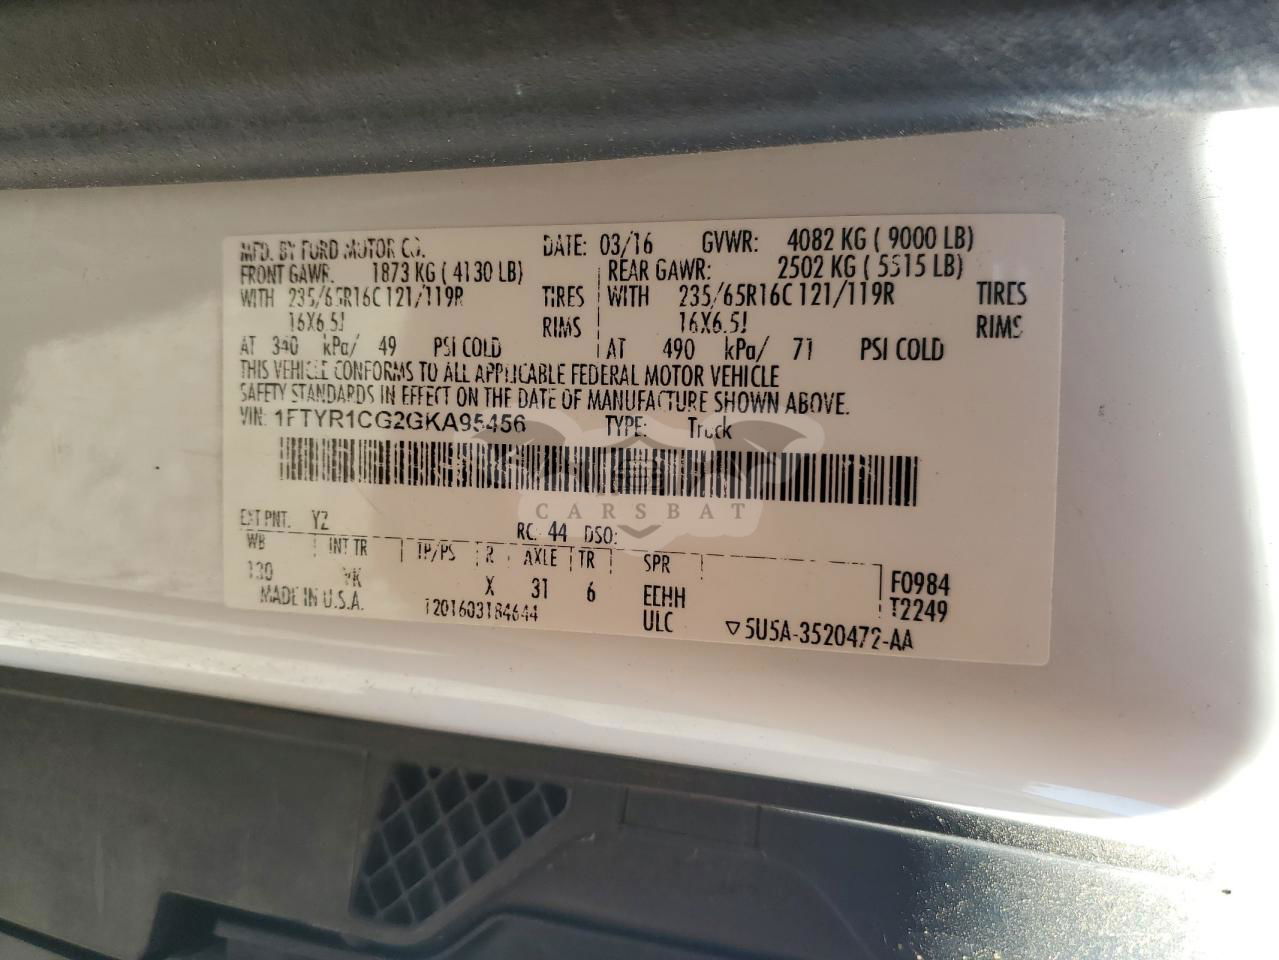 MFD. BY FORD MOTOR CO. DATE: 03/16 GVWR: 4082 KG ( 9000 LB)
FRONT GAWR. 1873 KG ( 4130 LB) REAR GAWR: 2502 KG ( 5515 LB)
WITH 235/65R16C 121/119R TIRES WITH 235/65R16C 121/119R TIRES
16X6.5J RIMS 16X6.5J RIMS
AT 340 kPa/ 49 PSI COLD AT 490 kPa/ 71 PSI COLD
THIS VEHICLE CONFORMS TO ALL APPLICABLE FEDERAL MOTOR VEHICLE
SAFETY STANDARDS IN EFFECT ON THE DATE OF MANUFACTURE SHOWN ABOVE.
VIN: 1FTYR1CG2GKA95456 TYPE: Truck
CARSBAT
EXT PNT. YZ RC: 44 DSO:
WB INT TR TP/PS R AXLE TR SPR
130 VK X 31 6 EEHH F0984
MADE IN U.S.A. T201603184644 ULC T2249
▽5U5A-3520472-AA